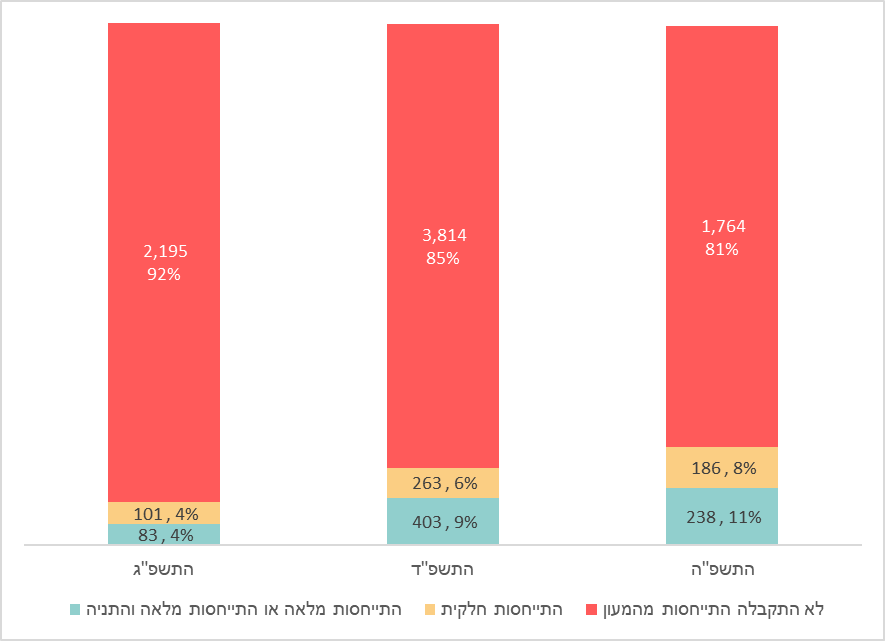 2,195
92%
3,814
85%
1,764
81%
101 , 4%
263 , 6%
186 , 8%
83 , 4%
403 , 9%
238 , 11%
התשפ"ג
התשפ"ד
התשפ"ה
התייחסות מלאה או התייחסות מלאה והתניה
התייחסות חלקית
לא התקבלה התייחסות מהמעון